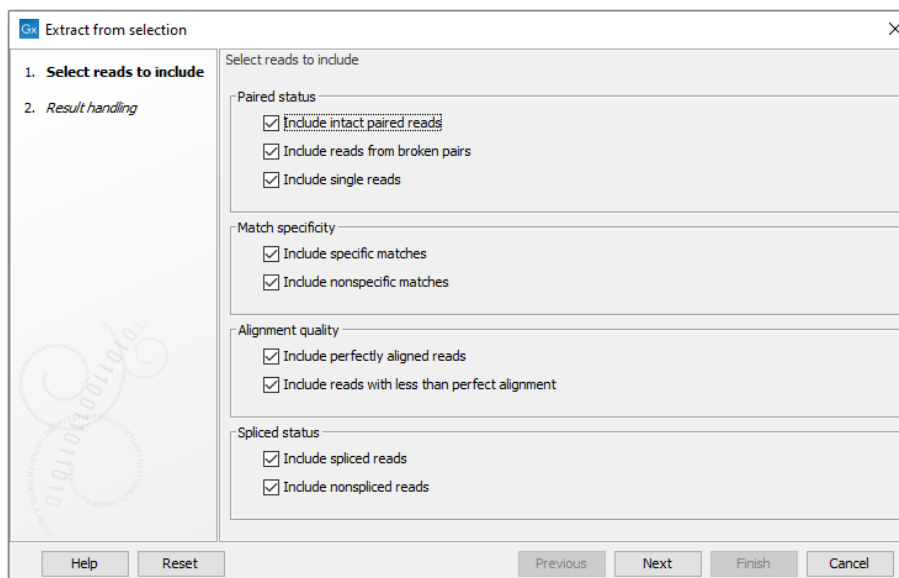 Gx Extract from selection
1. Select reads to include
2. Result handling
Select reads to include
Paired status
Include intact paired reads
Include reads from broken pairs
Include single reads
Match specificity
Include specific matches
Include nonspecific matches
Alignment quality
Include perfectly aligned reads
Include reads with less than perfect alignment
Spliced status
Include spliced reads
Include nonspliced reads
Help Reset Previous Next Finish Cancel